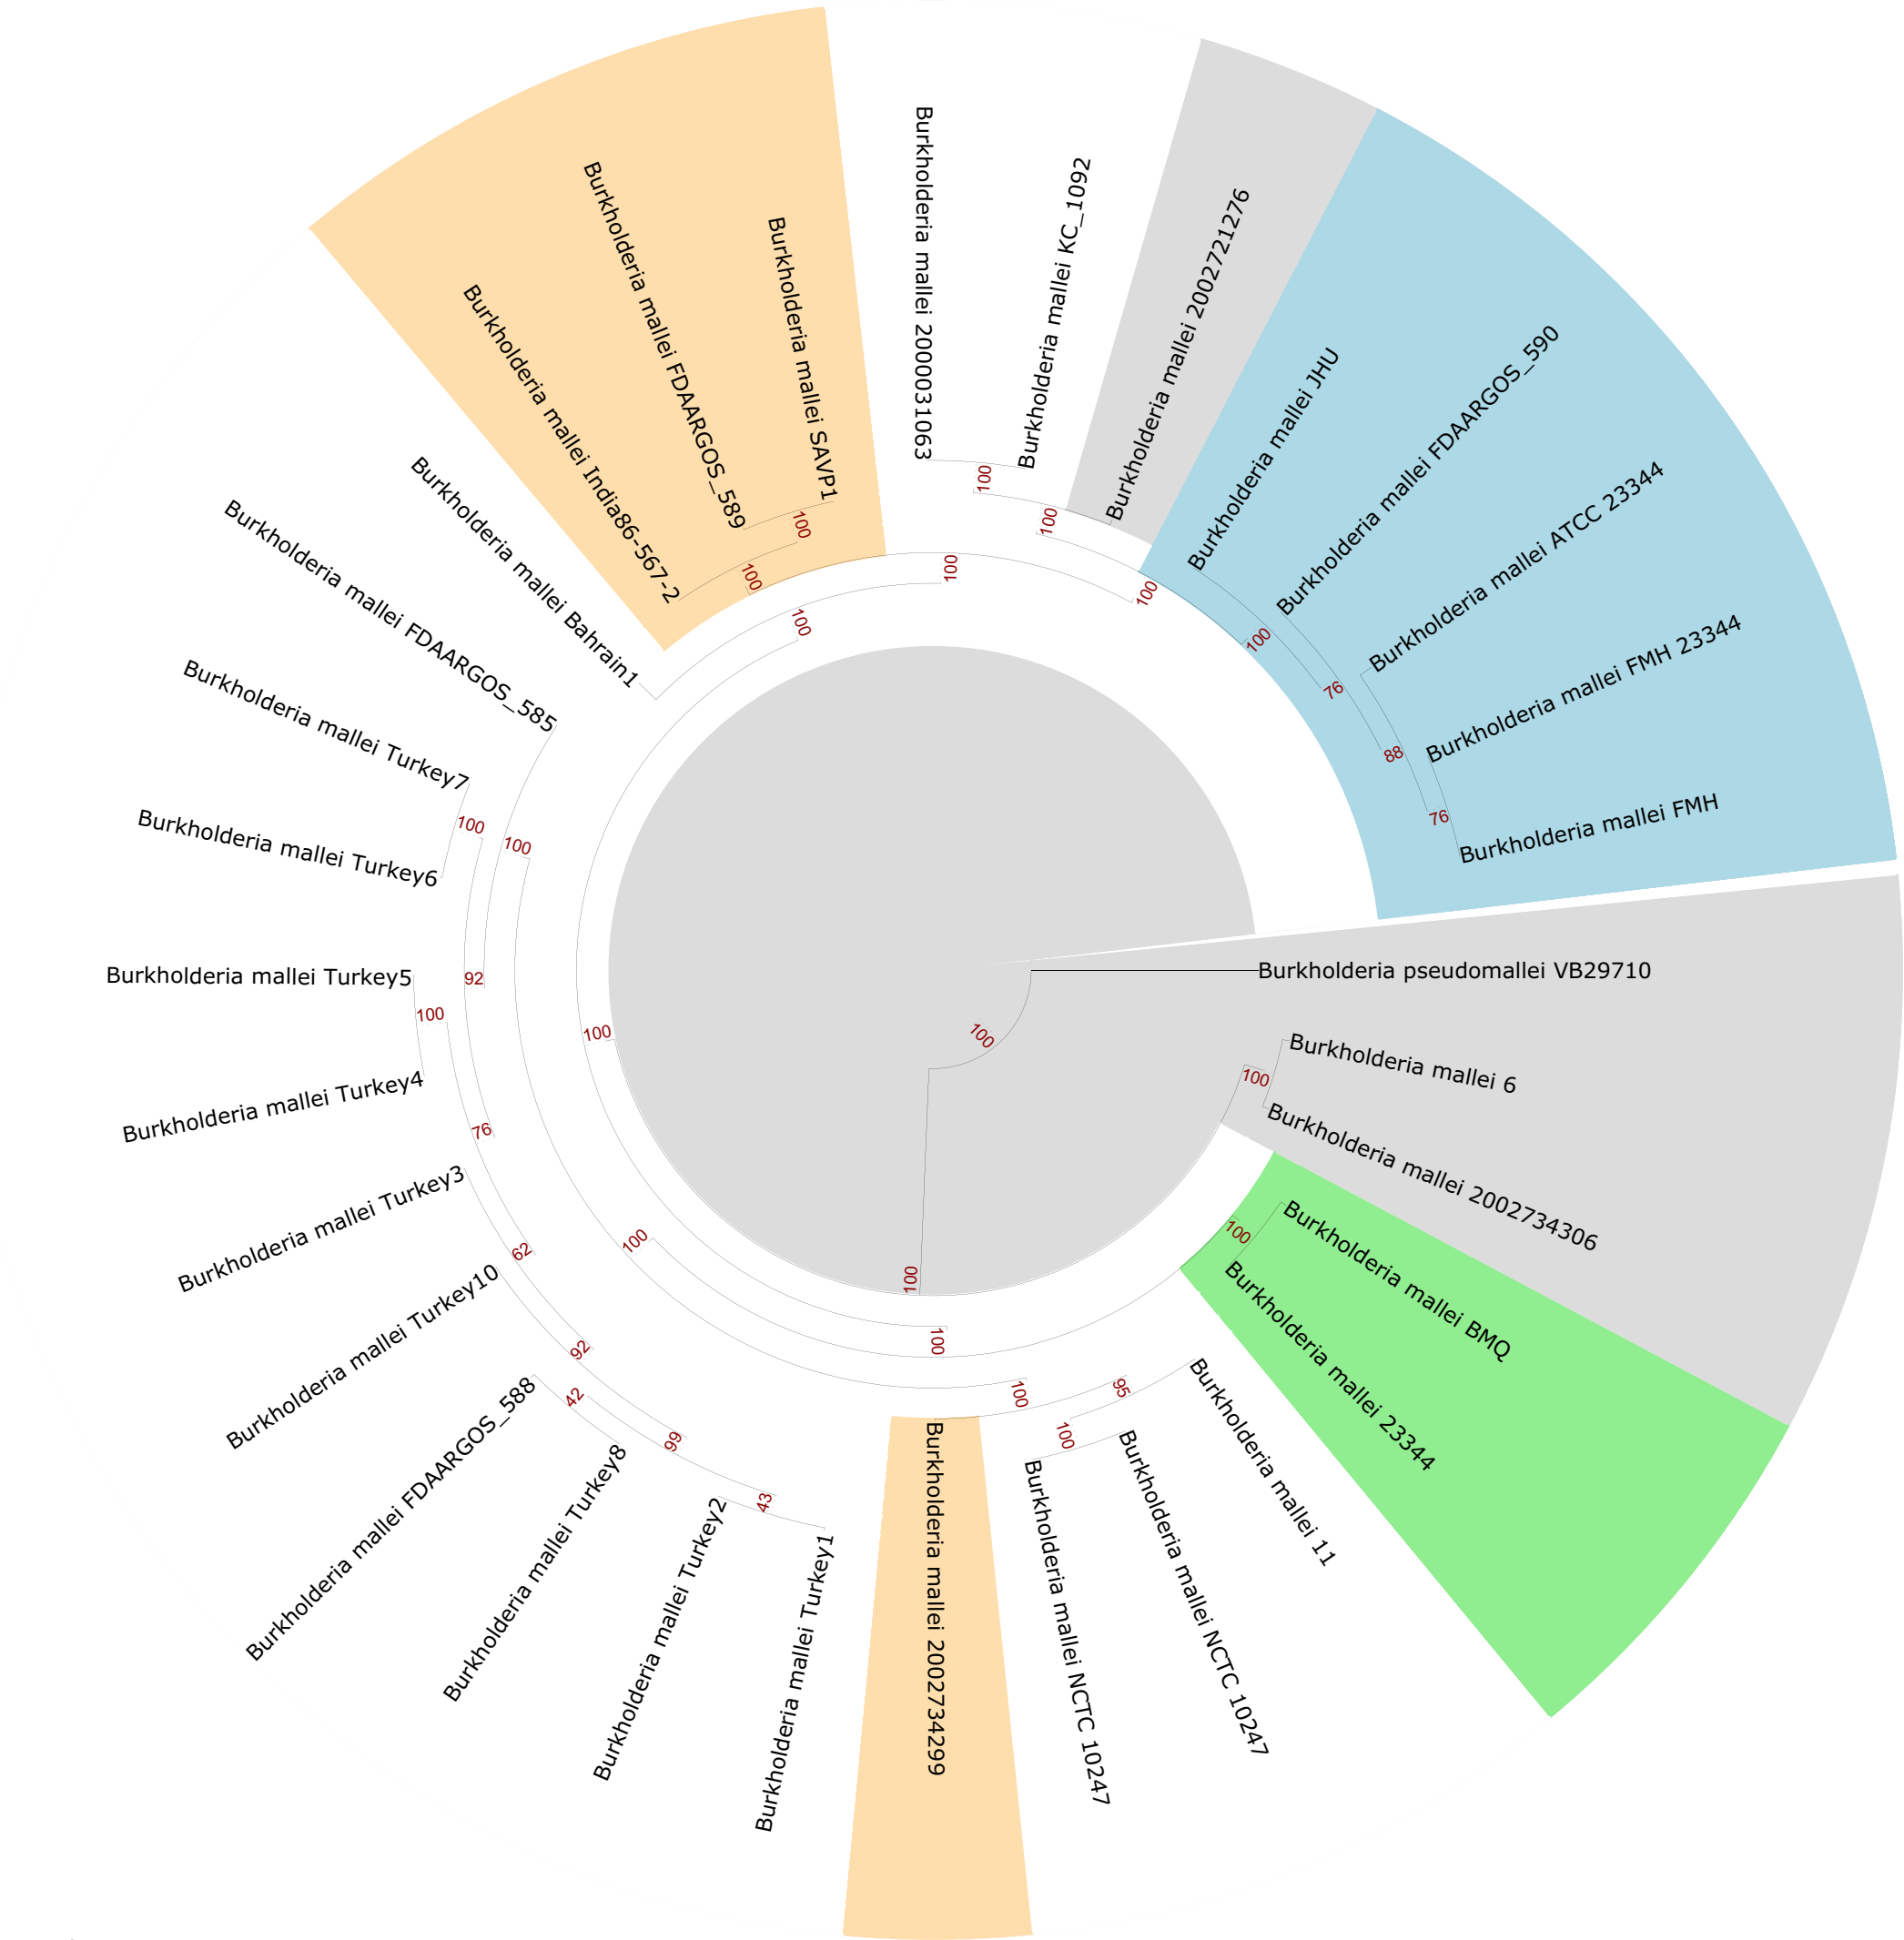 Burkholderia mallei 2000031063
Burkholderia mallei KC_1092
Burkholderia mallei 2002721276
Burkholderia mallei JHU
Burkholderia mallei FDAARGOS_590
Burkholderia mallei ATCC 23344
Burkholderia mallei FMH 23344
Burkholderia mallei FMH
Burkholderia pseudomallei VB29710
Burkholderia mallei 6
Burkholderia mallei 2002734306
Burkholderia mallei BMQ
Burkholderia mallei 23344
Burkholderia mallei 11
Burkholderia mallei NCTC 10247
Burkholderia mallei NCTC 10247
Burkholderia mallei 2002734299
Burkholderia mallei Turkey1
Burkholderia mallei Turkey2
Burkholderia mallei Turkey8
Burkholderia mallei FDAARGOS_588
Burkholderia mallei Turkey10
Burkholderia mallei Turkey3
Burkholderia mallei Turkey4
Burkholderia mallei Turkey5
Burkholderia mallei Turkey6
Burkholderia mallei Turkey7
Burkholderia mallei FDAARGOS_585
Burkholderia mallei Bahrain1
Burkholderia mallei India86-567-2
Burkholderia mallei FDAARGOS_589
Burkholderia mallei SAVP1
100
100
100
100
76
88
76
100
100
100
100
95
100
100
100
100
43
99
42
92
62
76
92
100
100
100
100
100
100
100
100
100